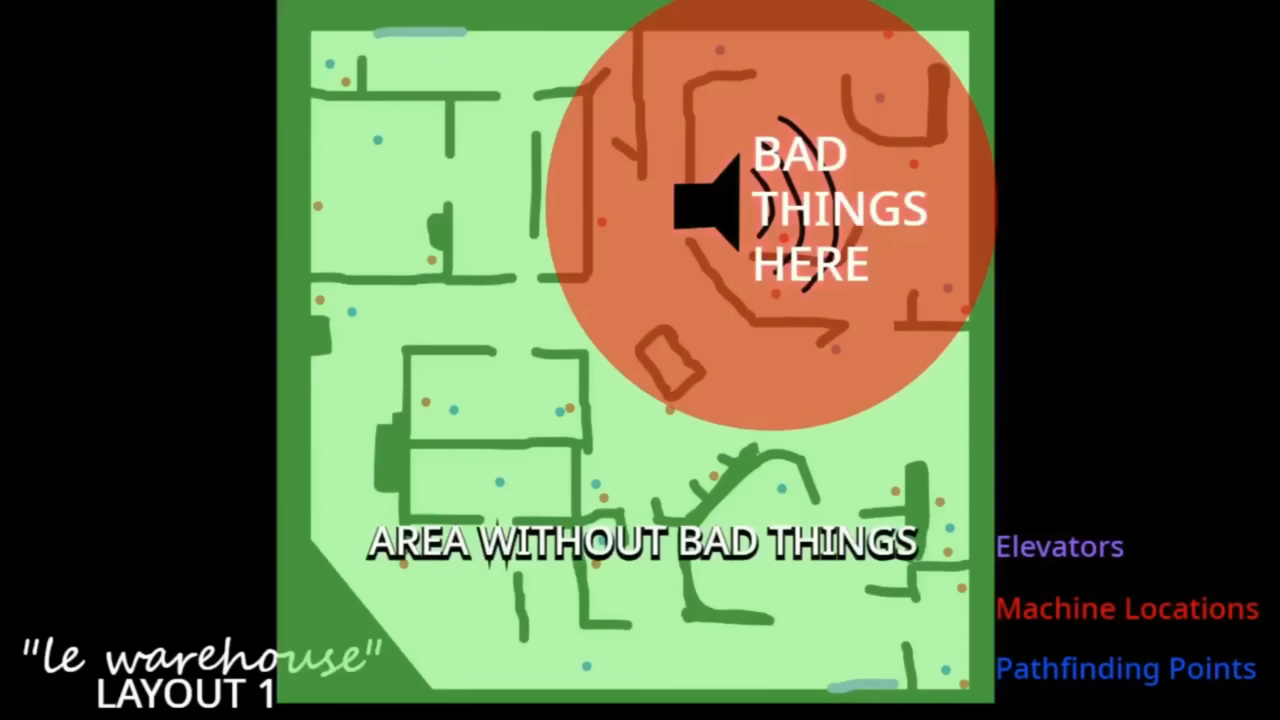 BAD
THINGS
HERE
AREA WITHOUT BAD THINGS
Elevators
Machine Locations
Pathfinding Points
"le warehouse"
LAYOUT 1